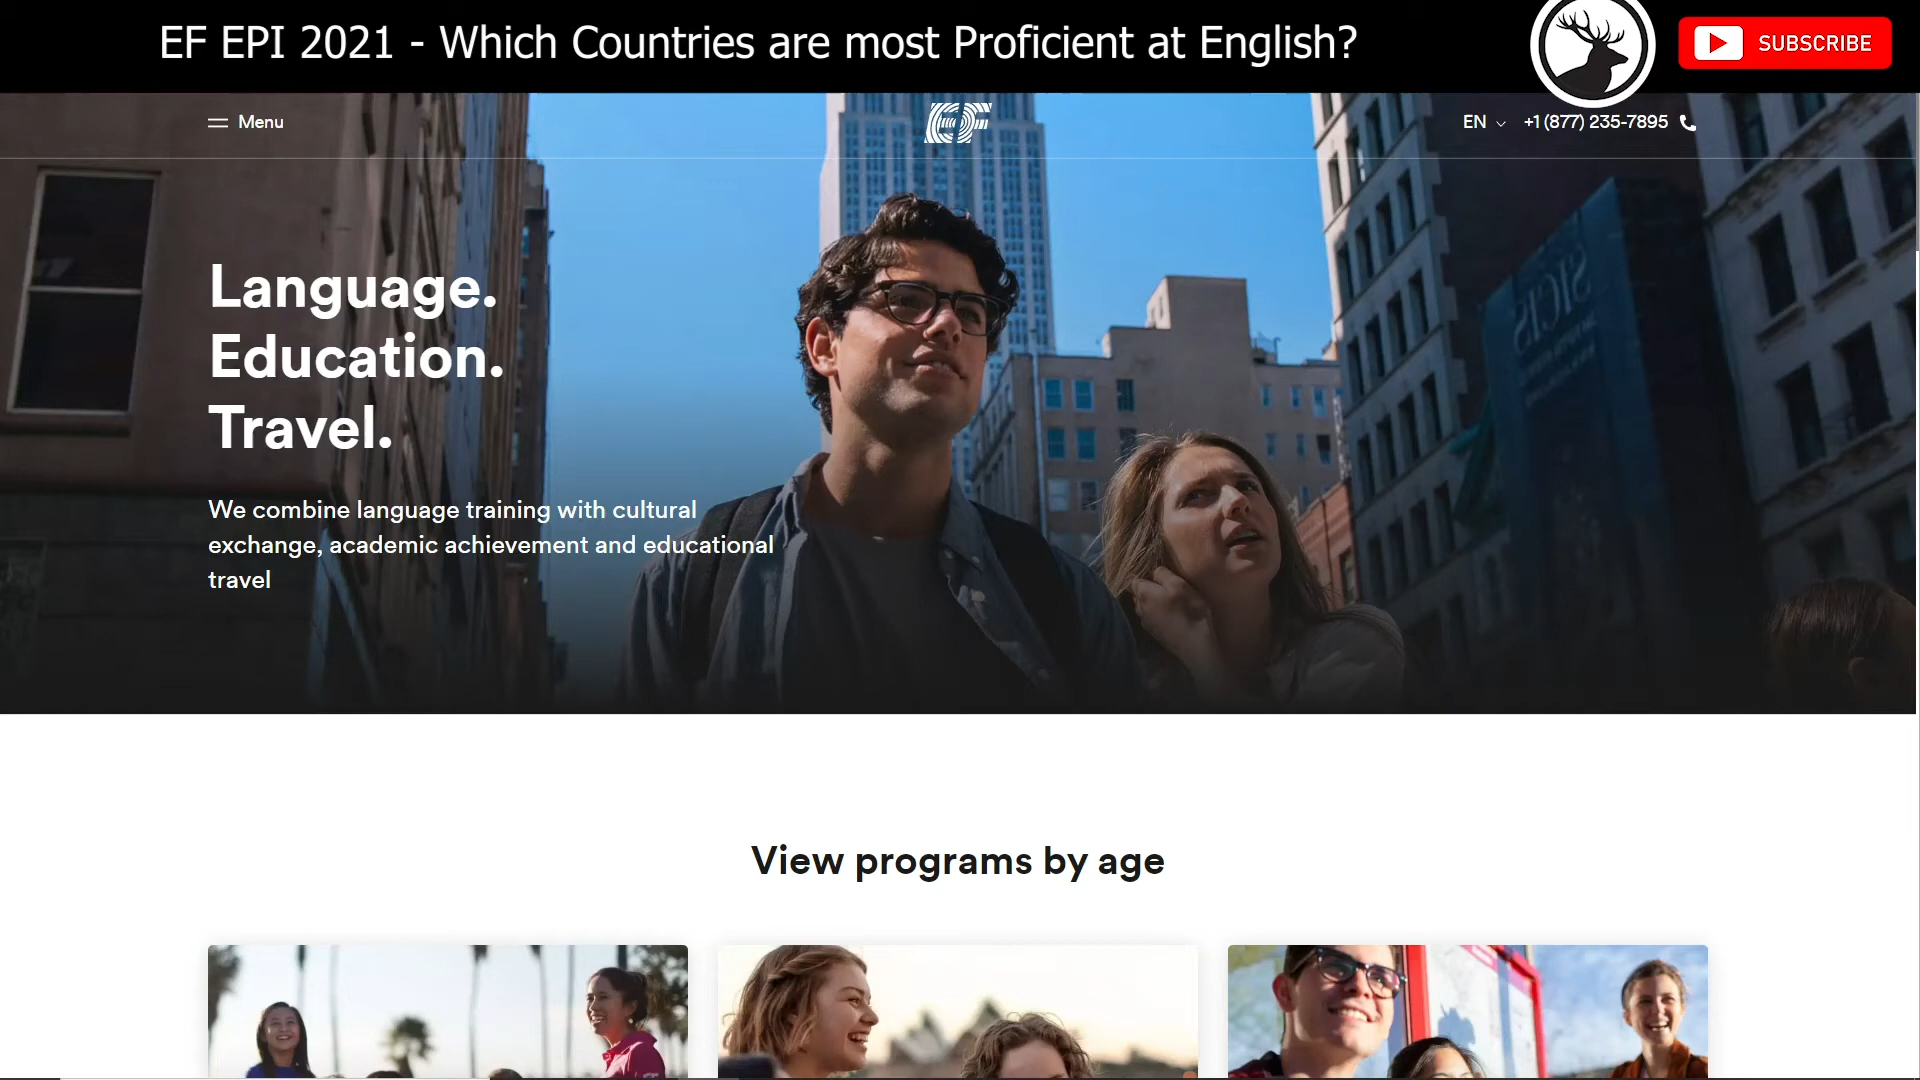 EF EPI 2021 - Which Countries are most Proficient at English?
SUBSCRIBE
Menu
EF
EN
+1 (877) 235-7895
Language.
Education.
Travel.
We combine language training with cultural
exchange, academic achievement and educational
travel
View programs by age